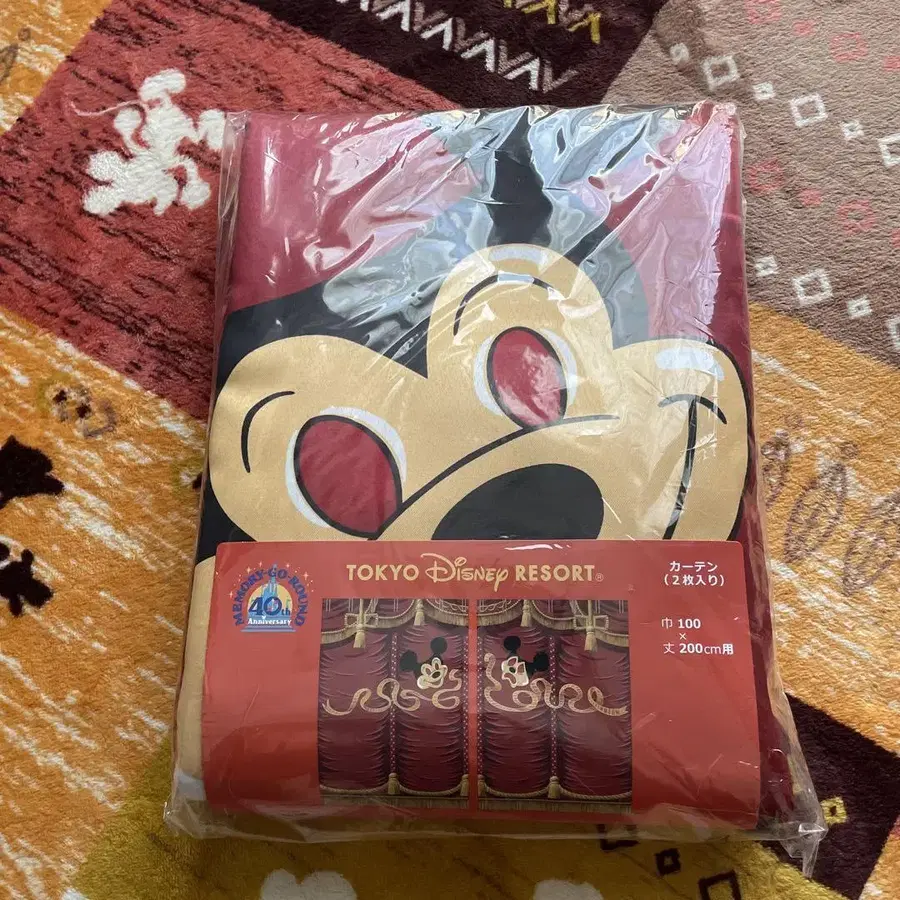 TOKYO Disney RESORT®
MEMORY-GO-ROUND
40th
Anniversary
カーテン
(2枚入り)
巾 100
×
丈 200cm用